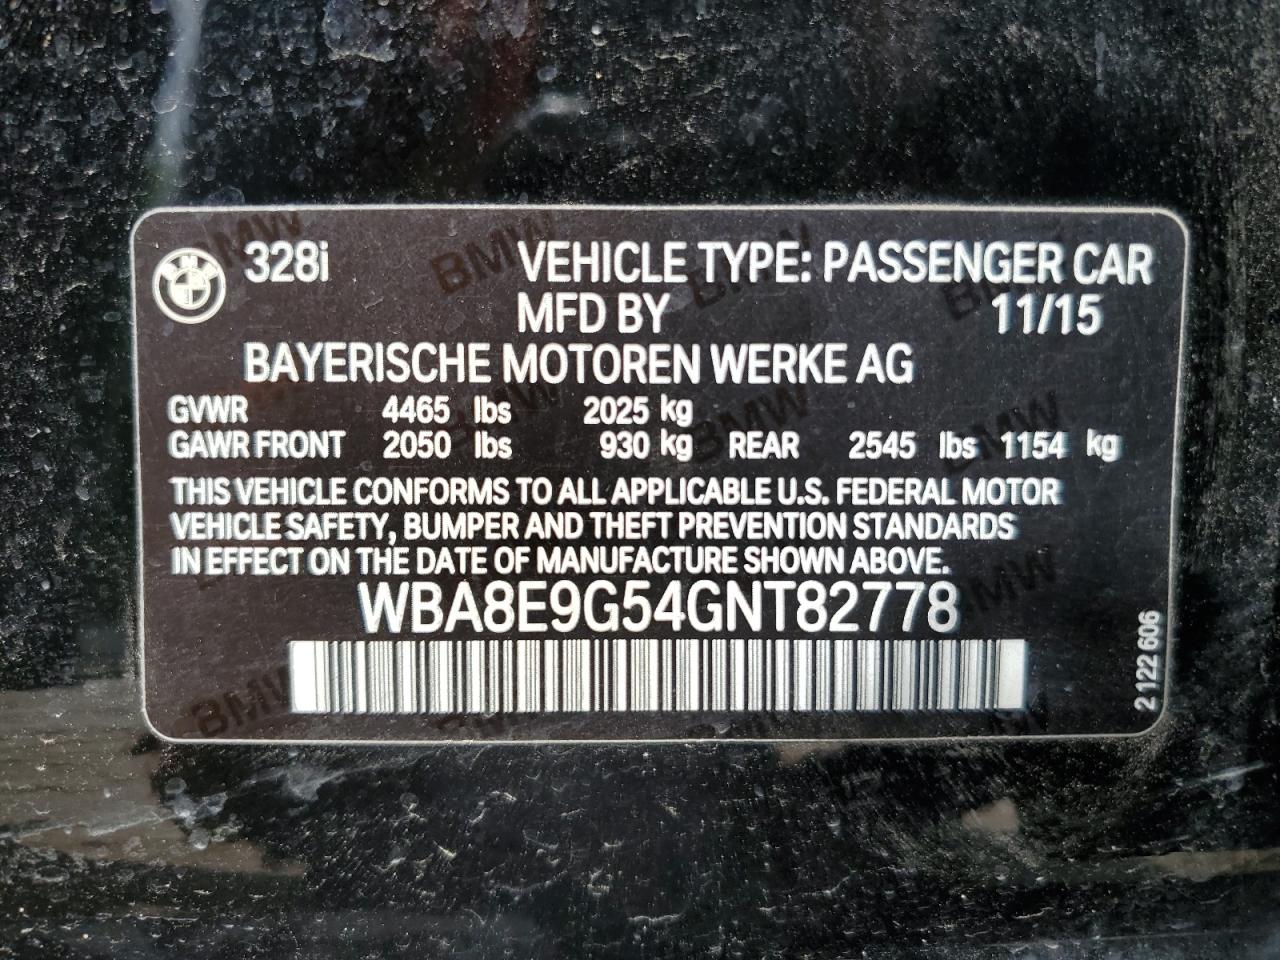 328i VEHICLE TYPE: PASSENGER CAR
MFD BY 11/15
BAYERISCHE MOTOREN WERKE AG
GVWR 4465 lbs 2025 kg
GAWR FRONT 2050 lbs 930 kg REAR 2545 lbs 1154 kg
THIS VEHICLE CONFORMS TO ALL APPLICABLE U.S. FEDERAL MOTOR
VEHICLE SAFETY, BUMPER AND THEFT PREVENTION STANDARDS
IN EFFECT ON THE DATE OF MANUFACTURE SHOWN ABOVE.
WBA8E9G54GNT82778
2 122 606